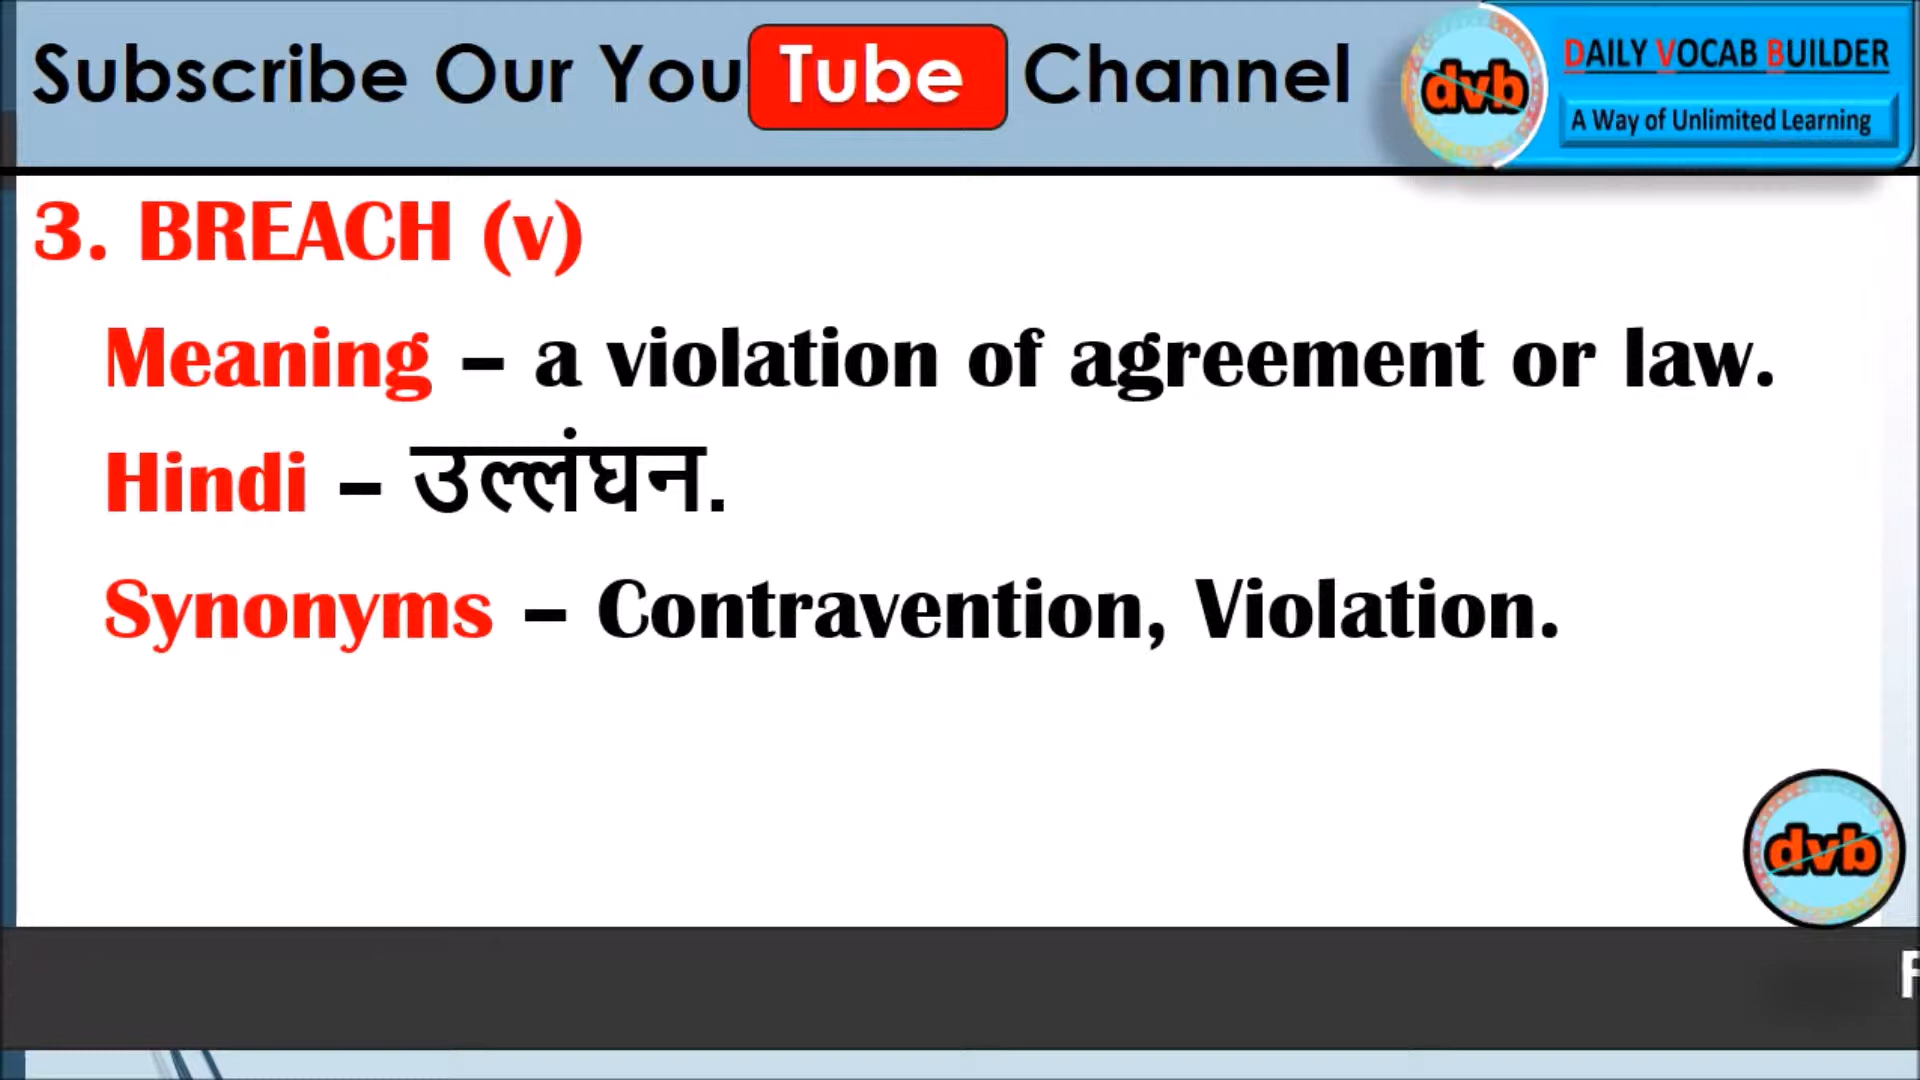 Subscribe Our YouTube Channel
dvb
DAILY VOCAB BUILDER
A Way of Unlimited Learning
3. BREACH (v)
Meaning – a violation of agreement or law.
Hindi – उल्लंघन.
Synonyms – Contravention, Violation.
dvb